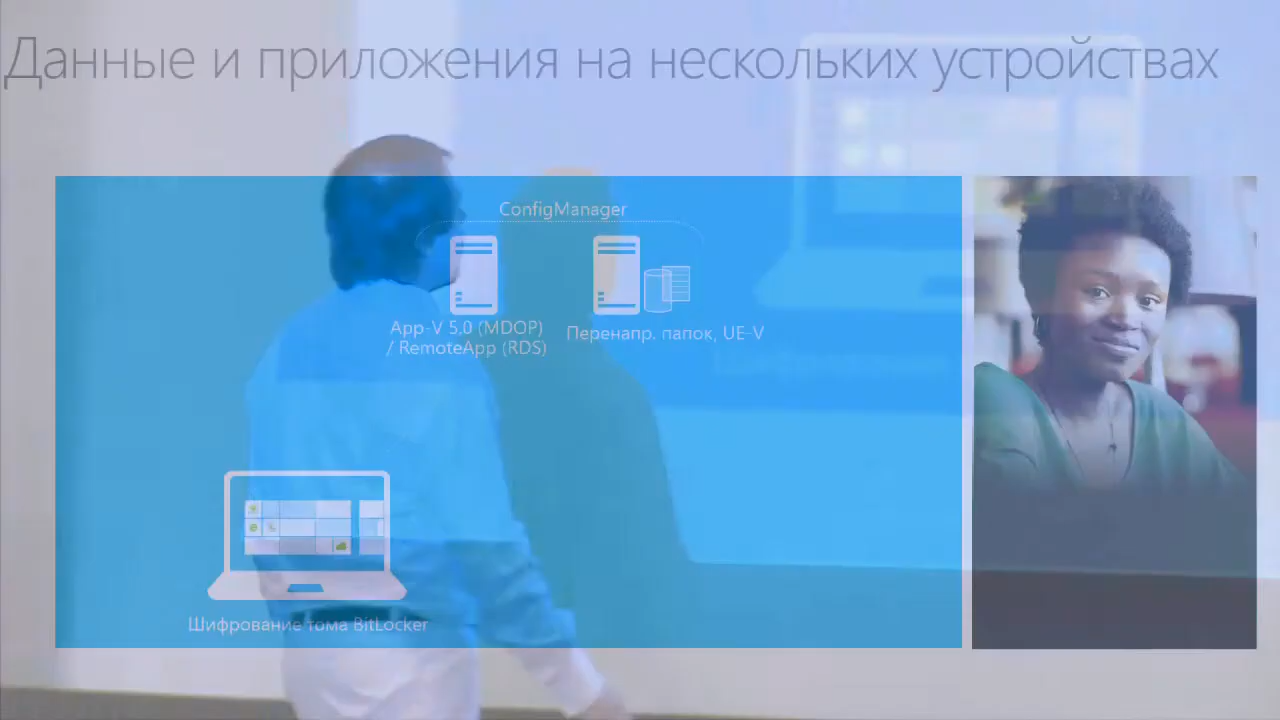 Данные и приложения на нескольких устройствах
ConfigManager
App-V 5.0 (MDOP)
/ RemoteApp (RDS)
Перенапр. папок, UE-V
Шифрование тома BitLocker